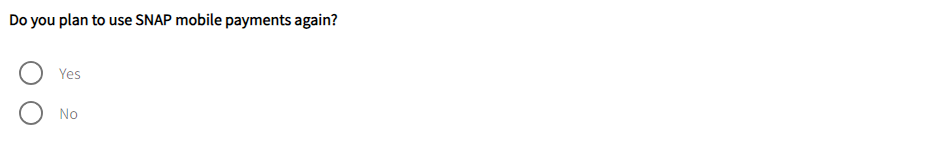 Do you plan to use SNAP mobile payments again?
Yes
No